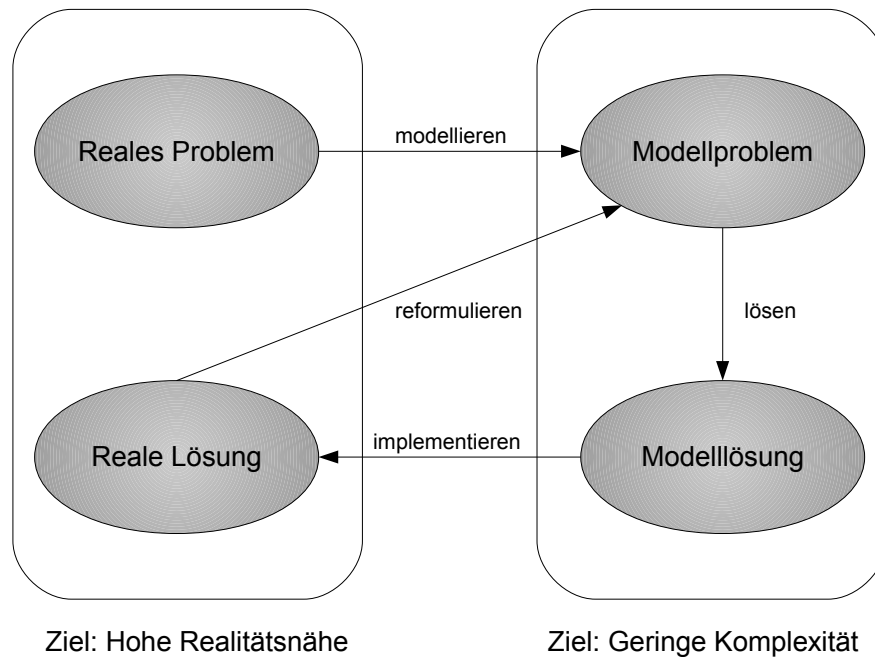 Reales Problem
modellieren
Modellproblem
reformulieren
lösen
Reale Lösung
implementieren
Modelllösung
Ziel: Hohe Realitätsnähe
Ziel: Geringe Komplexität